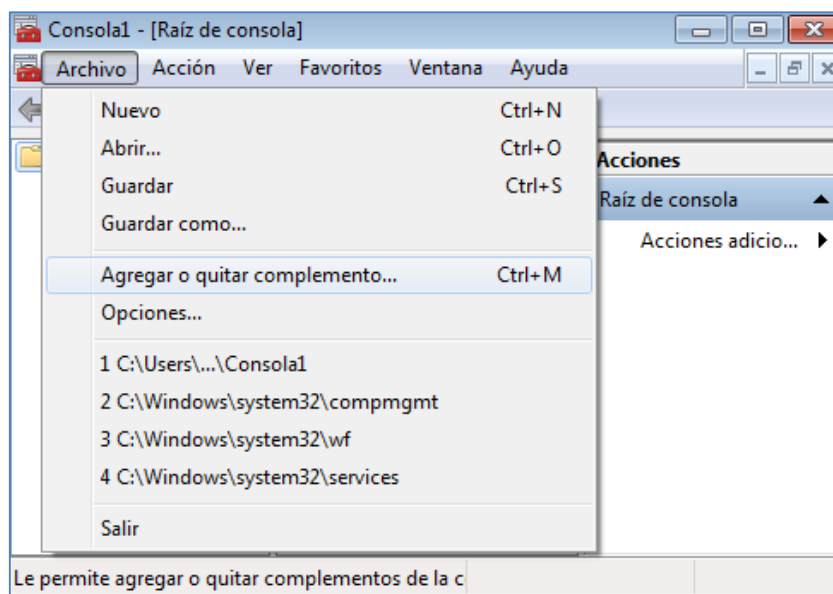 Consola1 - [Raíz de consola]
Archivo Acción Ver Favoritos Ventana Ayuda
Nuevo Ctrl+N
Abrir... Ctrl+O
Guardar Ctrl+S
Guardar como...
Agregar o quitar complemento... Ctrl+M
Opciones...
1 C:\Users\...\Consola1
2 C:\Windows\system32\compmgmt
3 C:\Windows\system32\wf
4 C:\Windows\system32\services
Salir
Acciones
Raíz de consola
Acciones adicio...
Le permite agregar o quitar complementos de la c